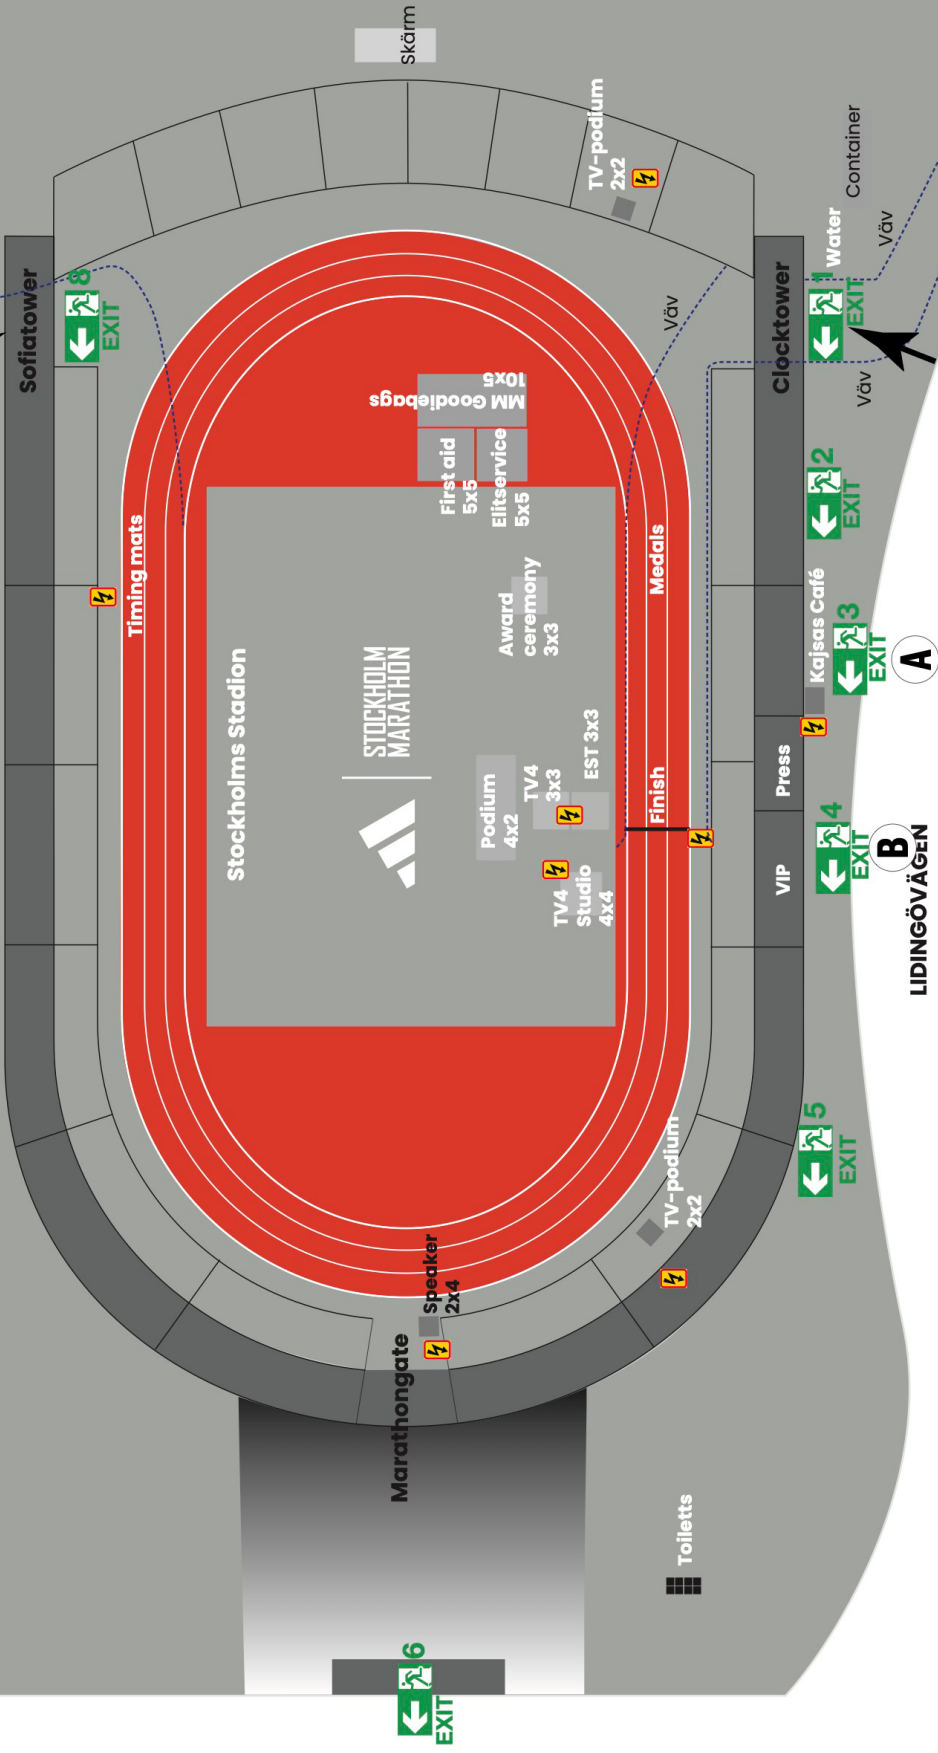 Skärm
TV-podium
2x2
Container
Väv
Water
Sofiatower
8
EXIT
Clocktower
1
EXIT
Väv
Väv
MM Goodiebags
10x5
First aid
5x5
Elitservice
5x5
2
EXIT
Timing mats
Medals
Award
ceremony
3x3
Kajsas Café
3
EXIT
A
Stockholms Stadion
STOCKHOLM
MARATHON
EST 3x3
TV4
3x3
Podium
4x2
Finish
Press
VIP
4
EXIT
B
LIDINGÖVÄGEN
TV4
Studio
4x4
5
EXIT
TV-podium
2x2
Speaker
2x4
Marathongate
Toiletts
6
EXIT